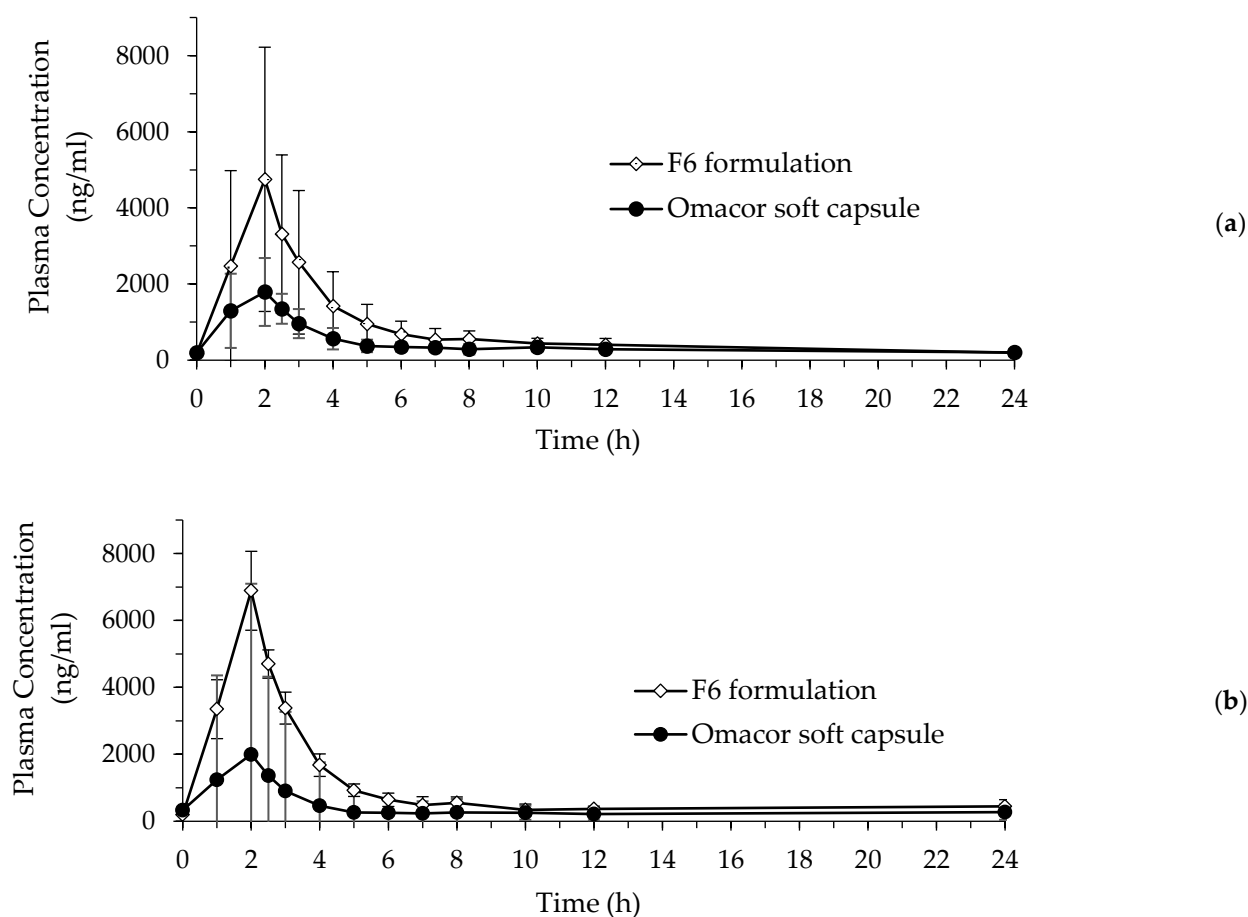 8000
6000
4000
2000
0
Plasma Concentration
(ng/ml)
F6 formulation
Omacor soft capsule
(a)
0 2 4 6 8 10 12 14 16 18 20 22 24
Time (h)
8000
6000
4000
2000
0
Plasma Concentration
(ng/ml)
F6 formulation
Omacor soft capsule
(b)
0 2 4 6 8 10 12 14 16 18 20 22 24
Time (h)